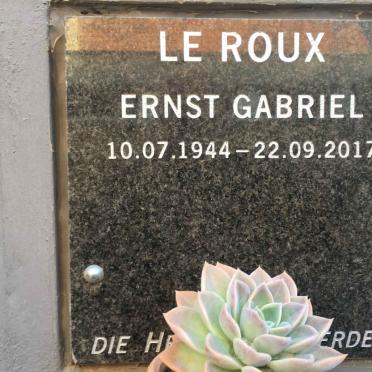 LE ROUX
ERNST GABRIEL
10.07.1944–22.09.2017
DIE